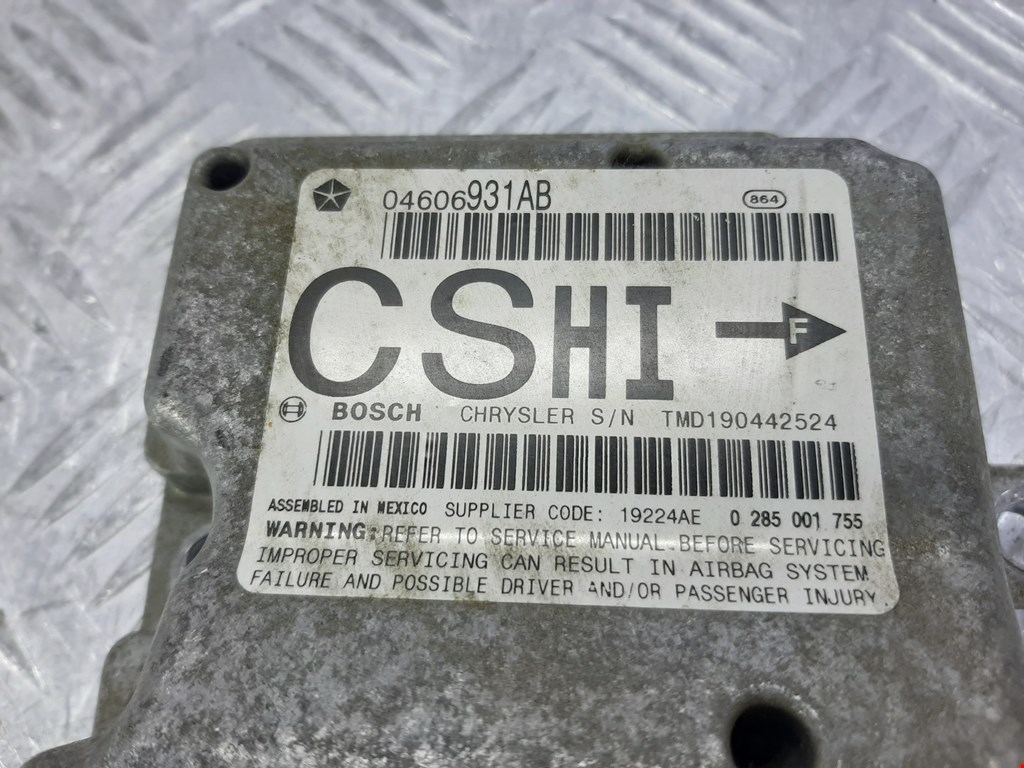 04606931AB 864
CSHI F
BOSCH CHRYSLER S/N TMD190442524
ASSEMBLED IN MEXICO SUPPLIER CODE: 19224AE 0 285 001 755
WARNING: REFER TO SERVICE MANUAL BEFORE SERVICING
IMPROPER SERVICING CAN RESULT IN AIRBAG SYSTEM
FAILURE AND POSSIBLE DRIVER AND/OR PASSENGER INJURY